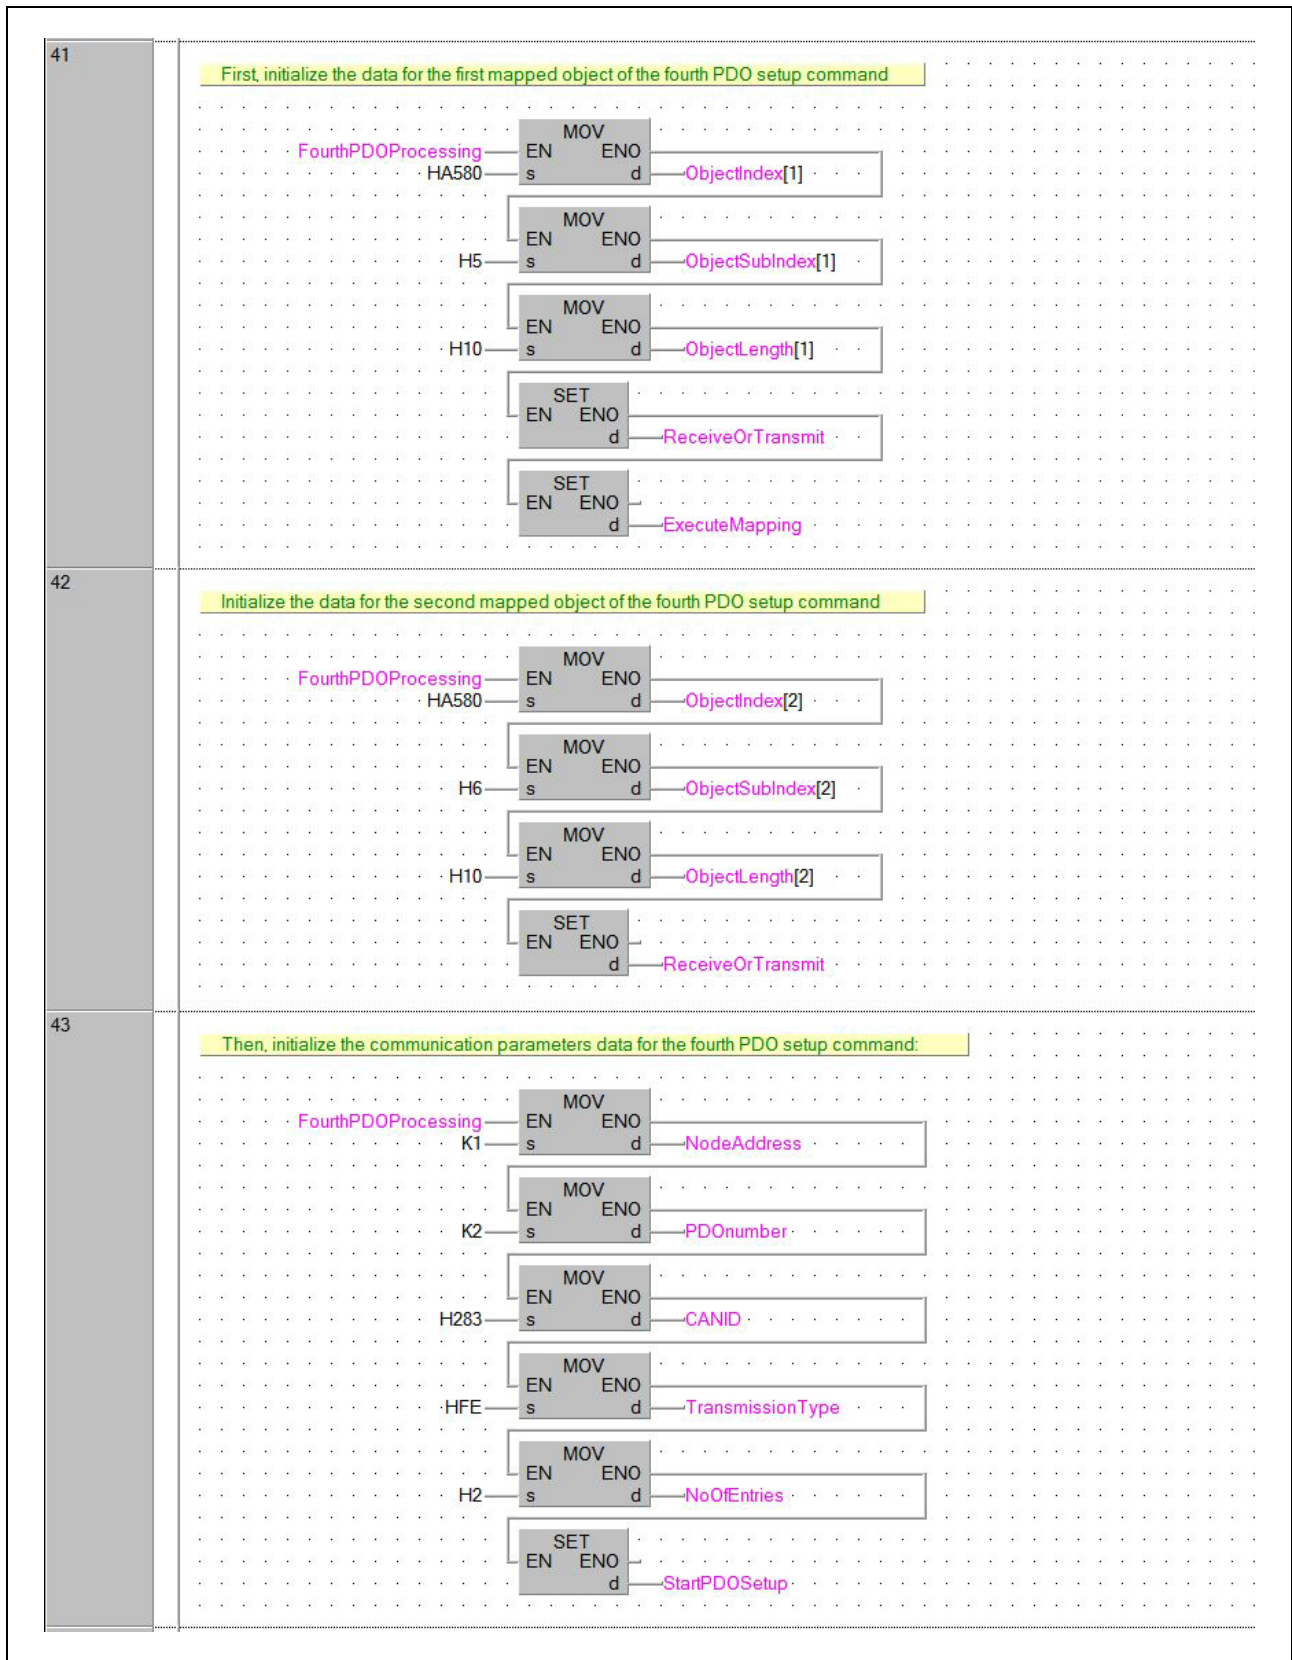 41
First, initialize the data for the first mapped object of the fourth PDO setup command
MOV
FourthPDOProcessing EN ENO
HA580 s d ObjectIndex[1]
MOV
EN ENO
H5 s d ObjectSubIndex[1]
MOV
EN ENO
H10 s d ObjectLength[1]
SET
EN ENO
d ReceiveOrTransmit
SET
EN ENO
d ExecuteMapping
42
Initialize the data for the second mapped object of the fourth PDO setup command
MOV
FourthPDOProcessing EN ENO
HA580 s d ObjectIndex[2]
MOV
EN ENO
H6 s d ObjectSubIndex[2]
MOV
EN ENO
H10 s d ObjectLength[2]
SET
EN ENO
d ReceiveOrTransmit
43
Then, initialize the communication parameters data for the fourth PDO setup command:
MOV
FourthPDOProcessing EN ENO
K1 s d NodeAddress
MOV
EN ENO
K2 s d PDOnumber
MOV
EN ENO
H283 s d CANID
MOV
EN ENO
HFE s d TransmissionType
MOV
EN ENO
H2 s d NoOfEntries
SET
EN ENO
d StartPDOSetup